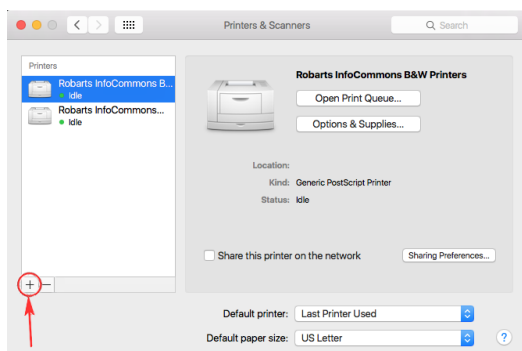 Printers & Scanners
Search
Printers
Robarts InfoCommons B...
Idle
Robarts InfoCommons...
Idle
Robarts InfoCommons B&W Printers
Open Print Queue...
Options & Supplies...
Location:
Kind: Generic PostScript Printer
Status: Idle
Share this printer on the network
Sharing Preferences...
+ −
Default printer: Last Printer Used
Default paper size: US Letter
?